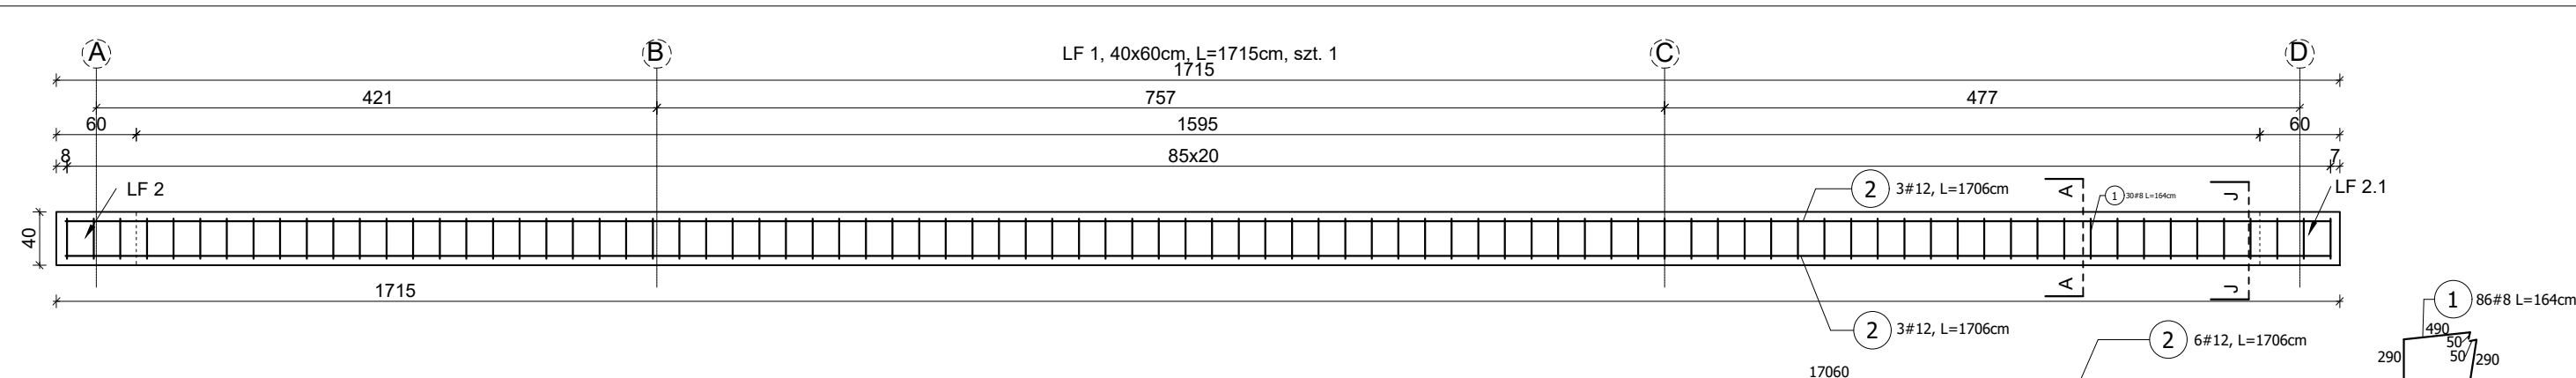 A B LF 1, 40x60cm, L=1715cm, szt. 1 C D
1715
421 757 477
60 1595 60
8 85x20 7
LF 2 2 3#12, L=1706cm A 1 30#8 L=164cm J LF 2.1
40
1715 A J
2 3#12, L=1706cm 2 6#12, L=1706cm 1 86#8 L=164cm
490
50
290 50 290
17060